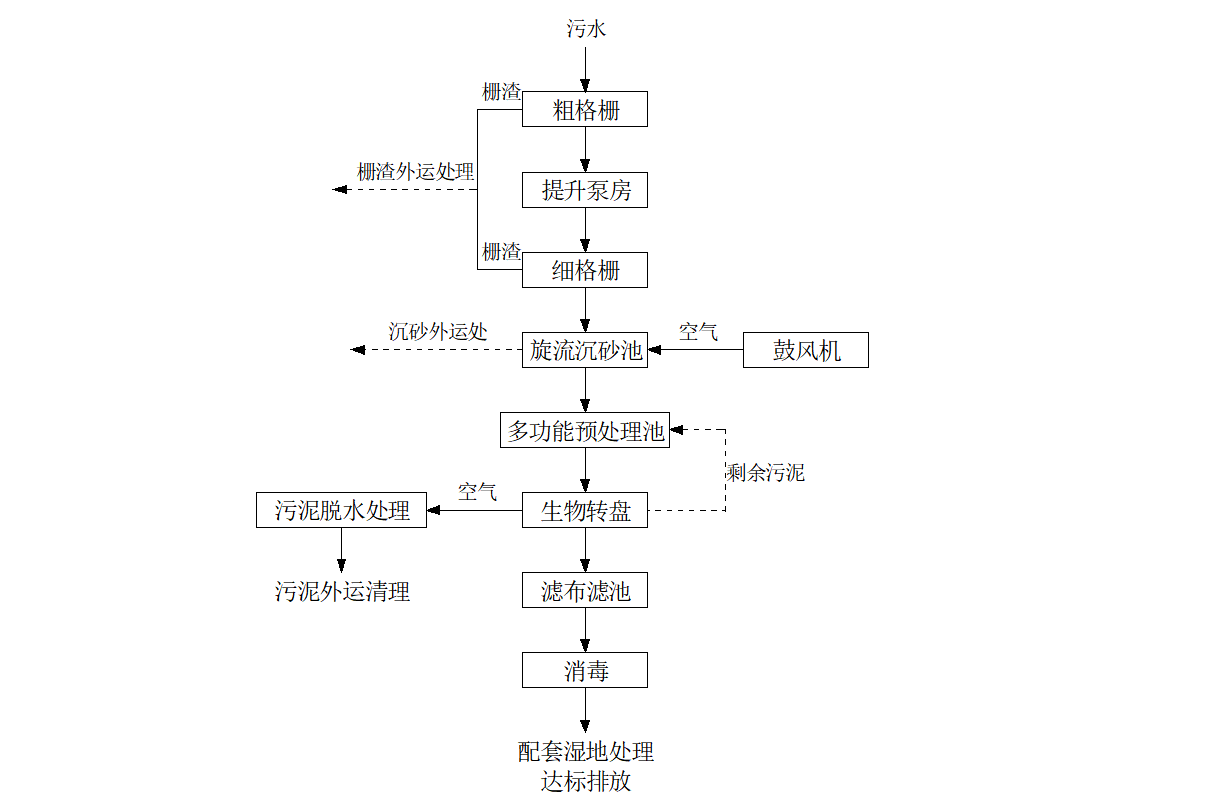 污水
栅渣
粗格栅
栅渣外运处理
提升泵房
栅渣
细格栅
沉砂外运处
旋流沉砂池
空气
鼓风机
多功能预处理池
剩余污泥
污泥脱水处理
空气
生物转盘
污泥外运清理
滤布滤池
消毒
配套湿地处理
达标排放